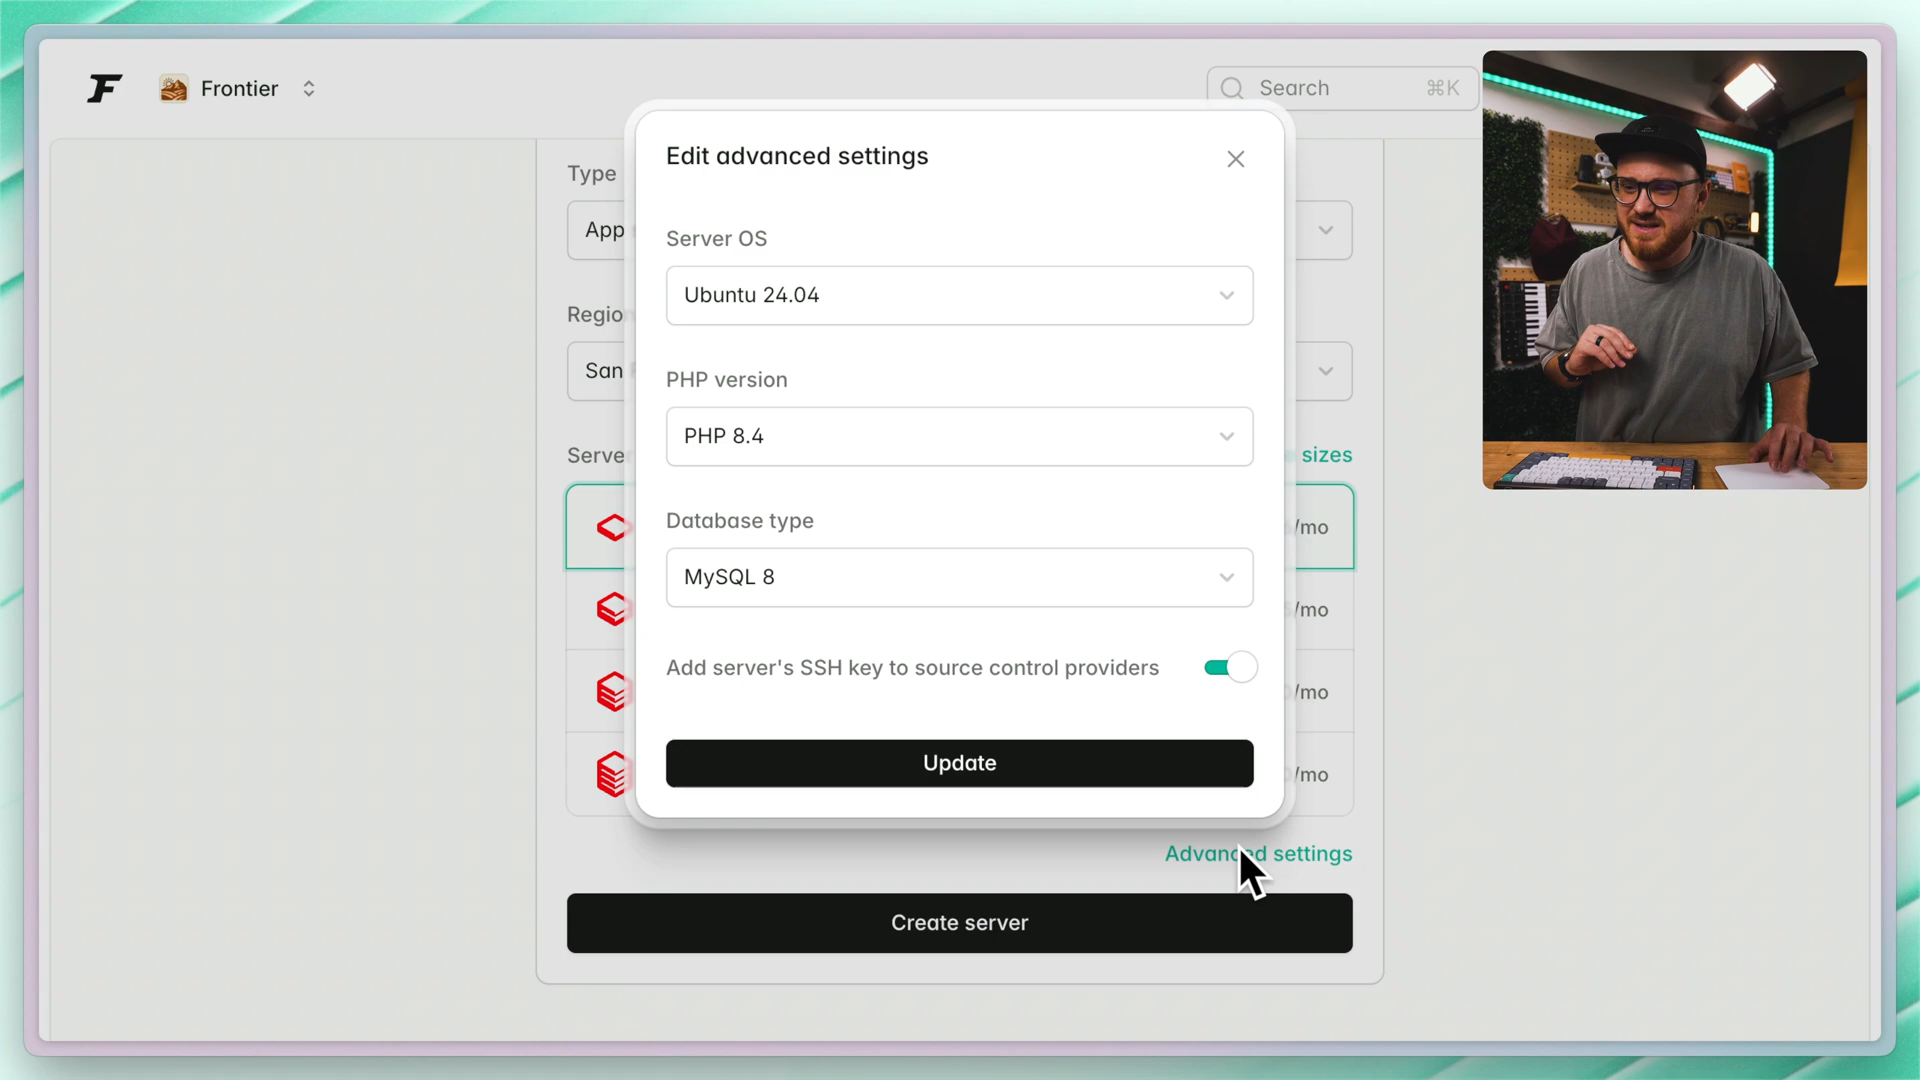 Frontier
Search ⌘K
Edit advanced settings
Type
App
Server OS
Ubuntu 24.04
Regio
San
PHP version
PHP 8.4
Serve
sizes
/mo
Database type
MySQL 8
/mo
Add server's SSH key to source control providers
/mo
Update
/mo
Advanced settings
Create server